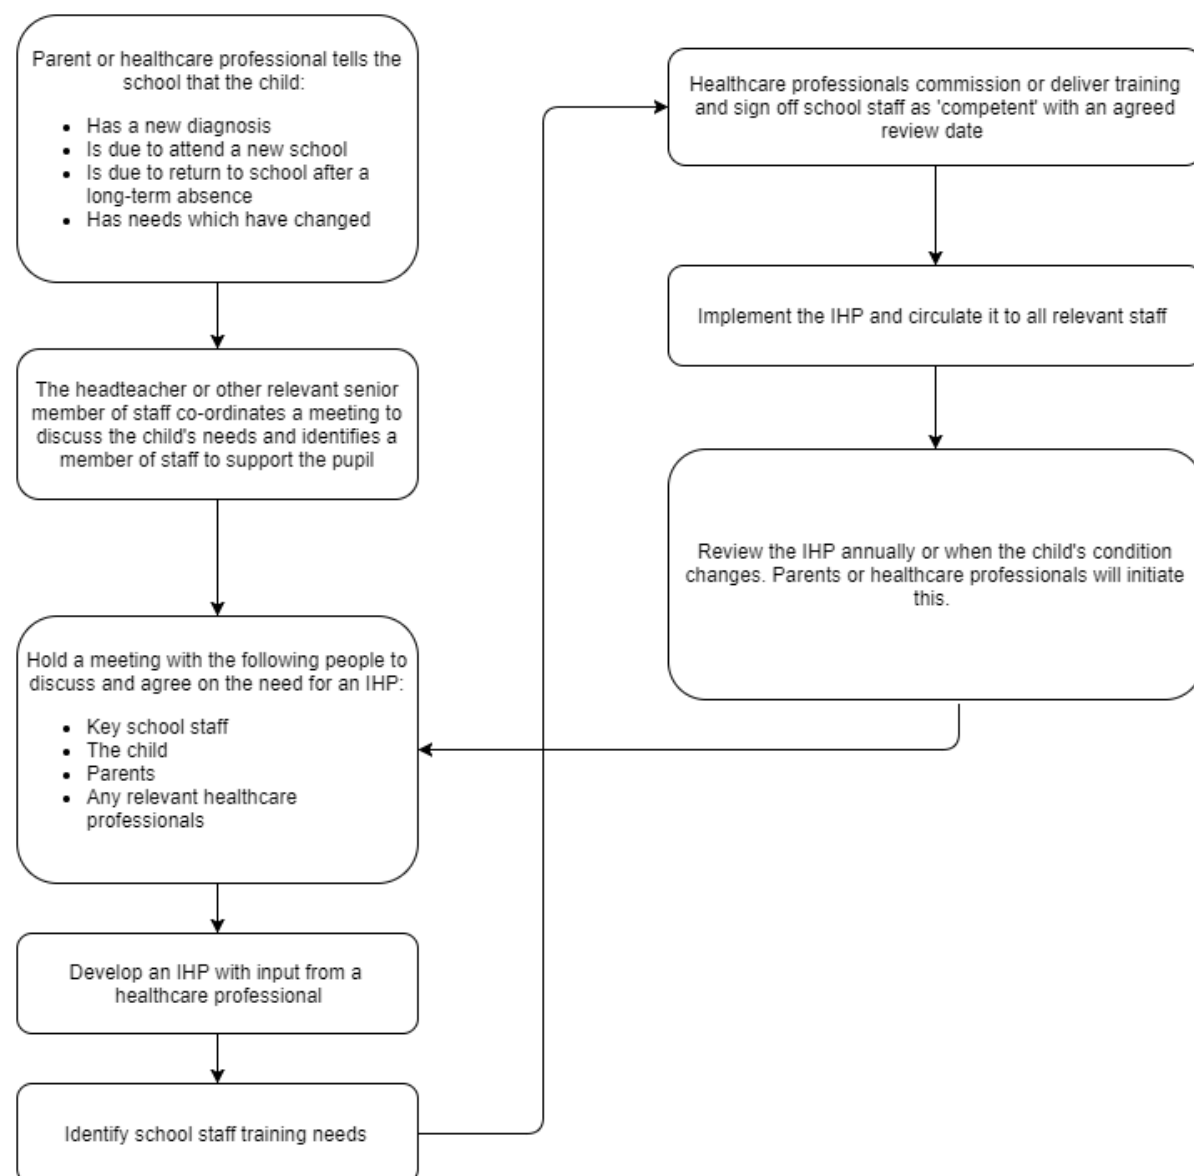 Parent or healthcare professional tells the
school that the child:
• Has a new diagnosis
• Is due to attend a new school
• Is due to return to school after a
long-term absence
• Has needs which have changed
The headteacher or other relevant senior
member of staff co-ordinates a meeting to
discuss the child's needs and identifies a
member of staff to support the pupil
Hold a meeting with the following people to
discuss and agree on the need for an IHP:
• Key school staff
• The child
• Parents
• Any relevant healthcare
professionals
Develop an IHP with input from a
healthcare professional
Identify school staff training needs
Healthcare professionals commission or deliver training
and sign off school staff as 'competent' with an agreed
review date
Implement the IHP and circulate it to all relevant staff
Review the IHP annually or when the child's condition
changes. Parents or healthcare professionals will initiate
this.